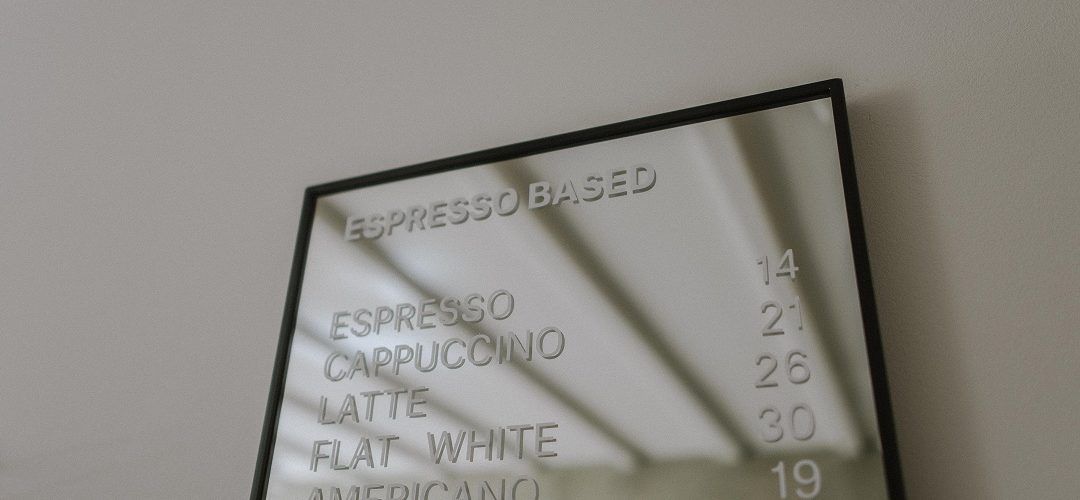 ESPRESSO BASED
ESPRESSO 14
CAPPUCCINO 21
LATTE 26
FLAT WHITE 30
AMERICANO 19